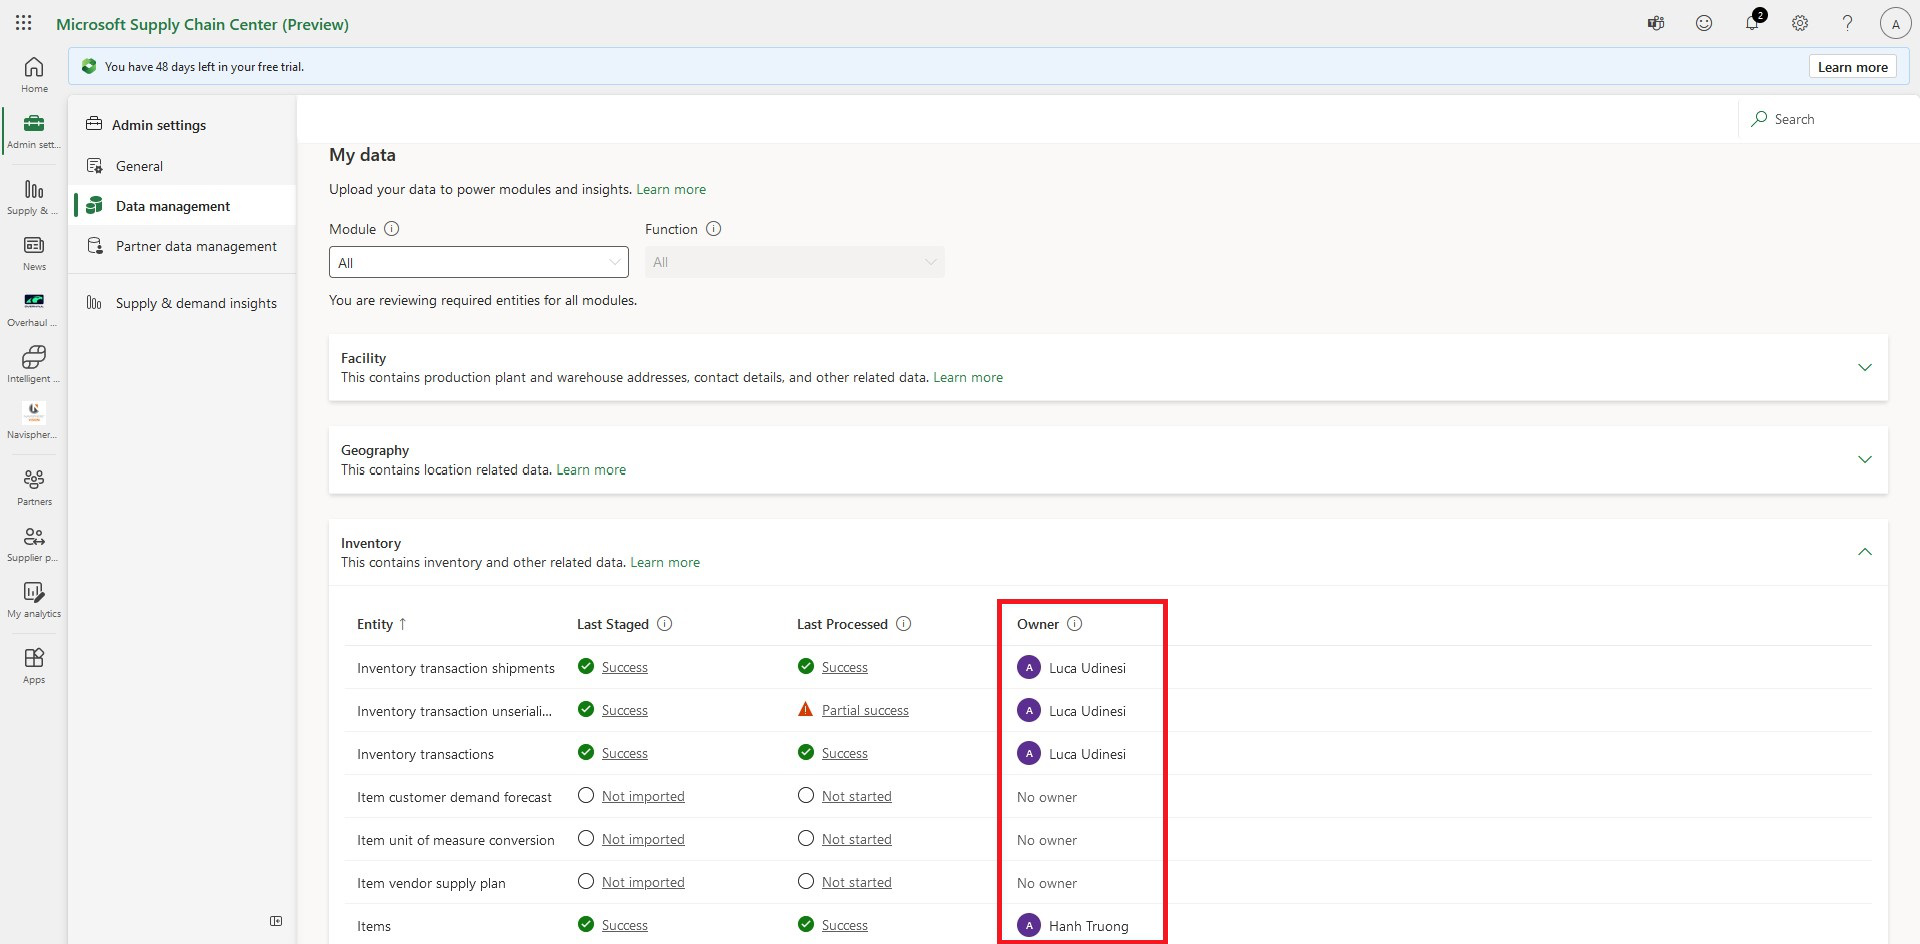 Microsoft Supply Chain Center (Preview)
2
A
You have 48 days left in your free trial.
Learn more
Home
Admin sett...
Supply & ...
News
Overhaul ...
Intelligent ...
Navispher...
Partners
Supplier p...
My analytics
Apps
Admin settings
General
Data management
Partner data management
Supply & demand insights
Search
My data
Upload your data to power modules and insights. Learn more
Module
Function
All
All
You are reviewing required entities for all modules.
Facility
This contains production plant and warehouse addresses, contact details, and other related data. Learn more
Geography
This contains location related data. Learn more
Inventory
This contains inventory and other related data. Learn more
Entity ↑ Last Staged Last Processed Owner
Inventory transaction shipments Success Success A Luca Udinesi
Inventory transaction unseriali... Success Partial success A Luca Udinesi
Inventory transactions Success Success A Luca Udinesi
Item customer demand forecast Not imported Not started No owner
Item unit of measure conversion Not imported Not started No owner
Item vendor supply plan Not imported Not started No owner
Items Success Success A Hanh Truong